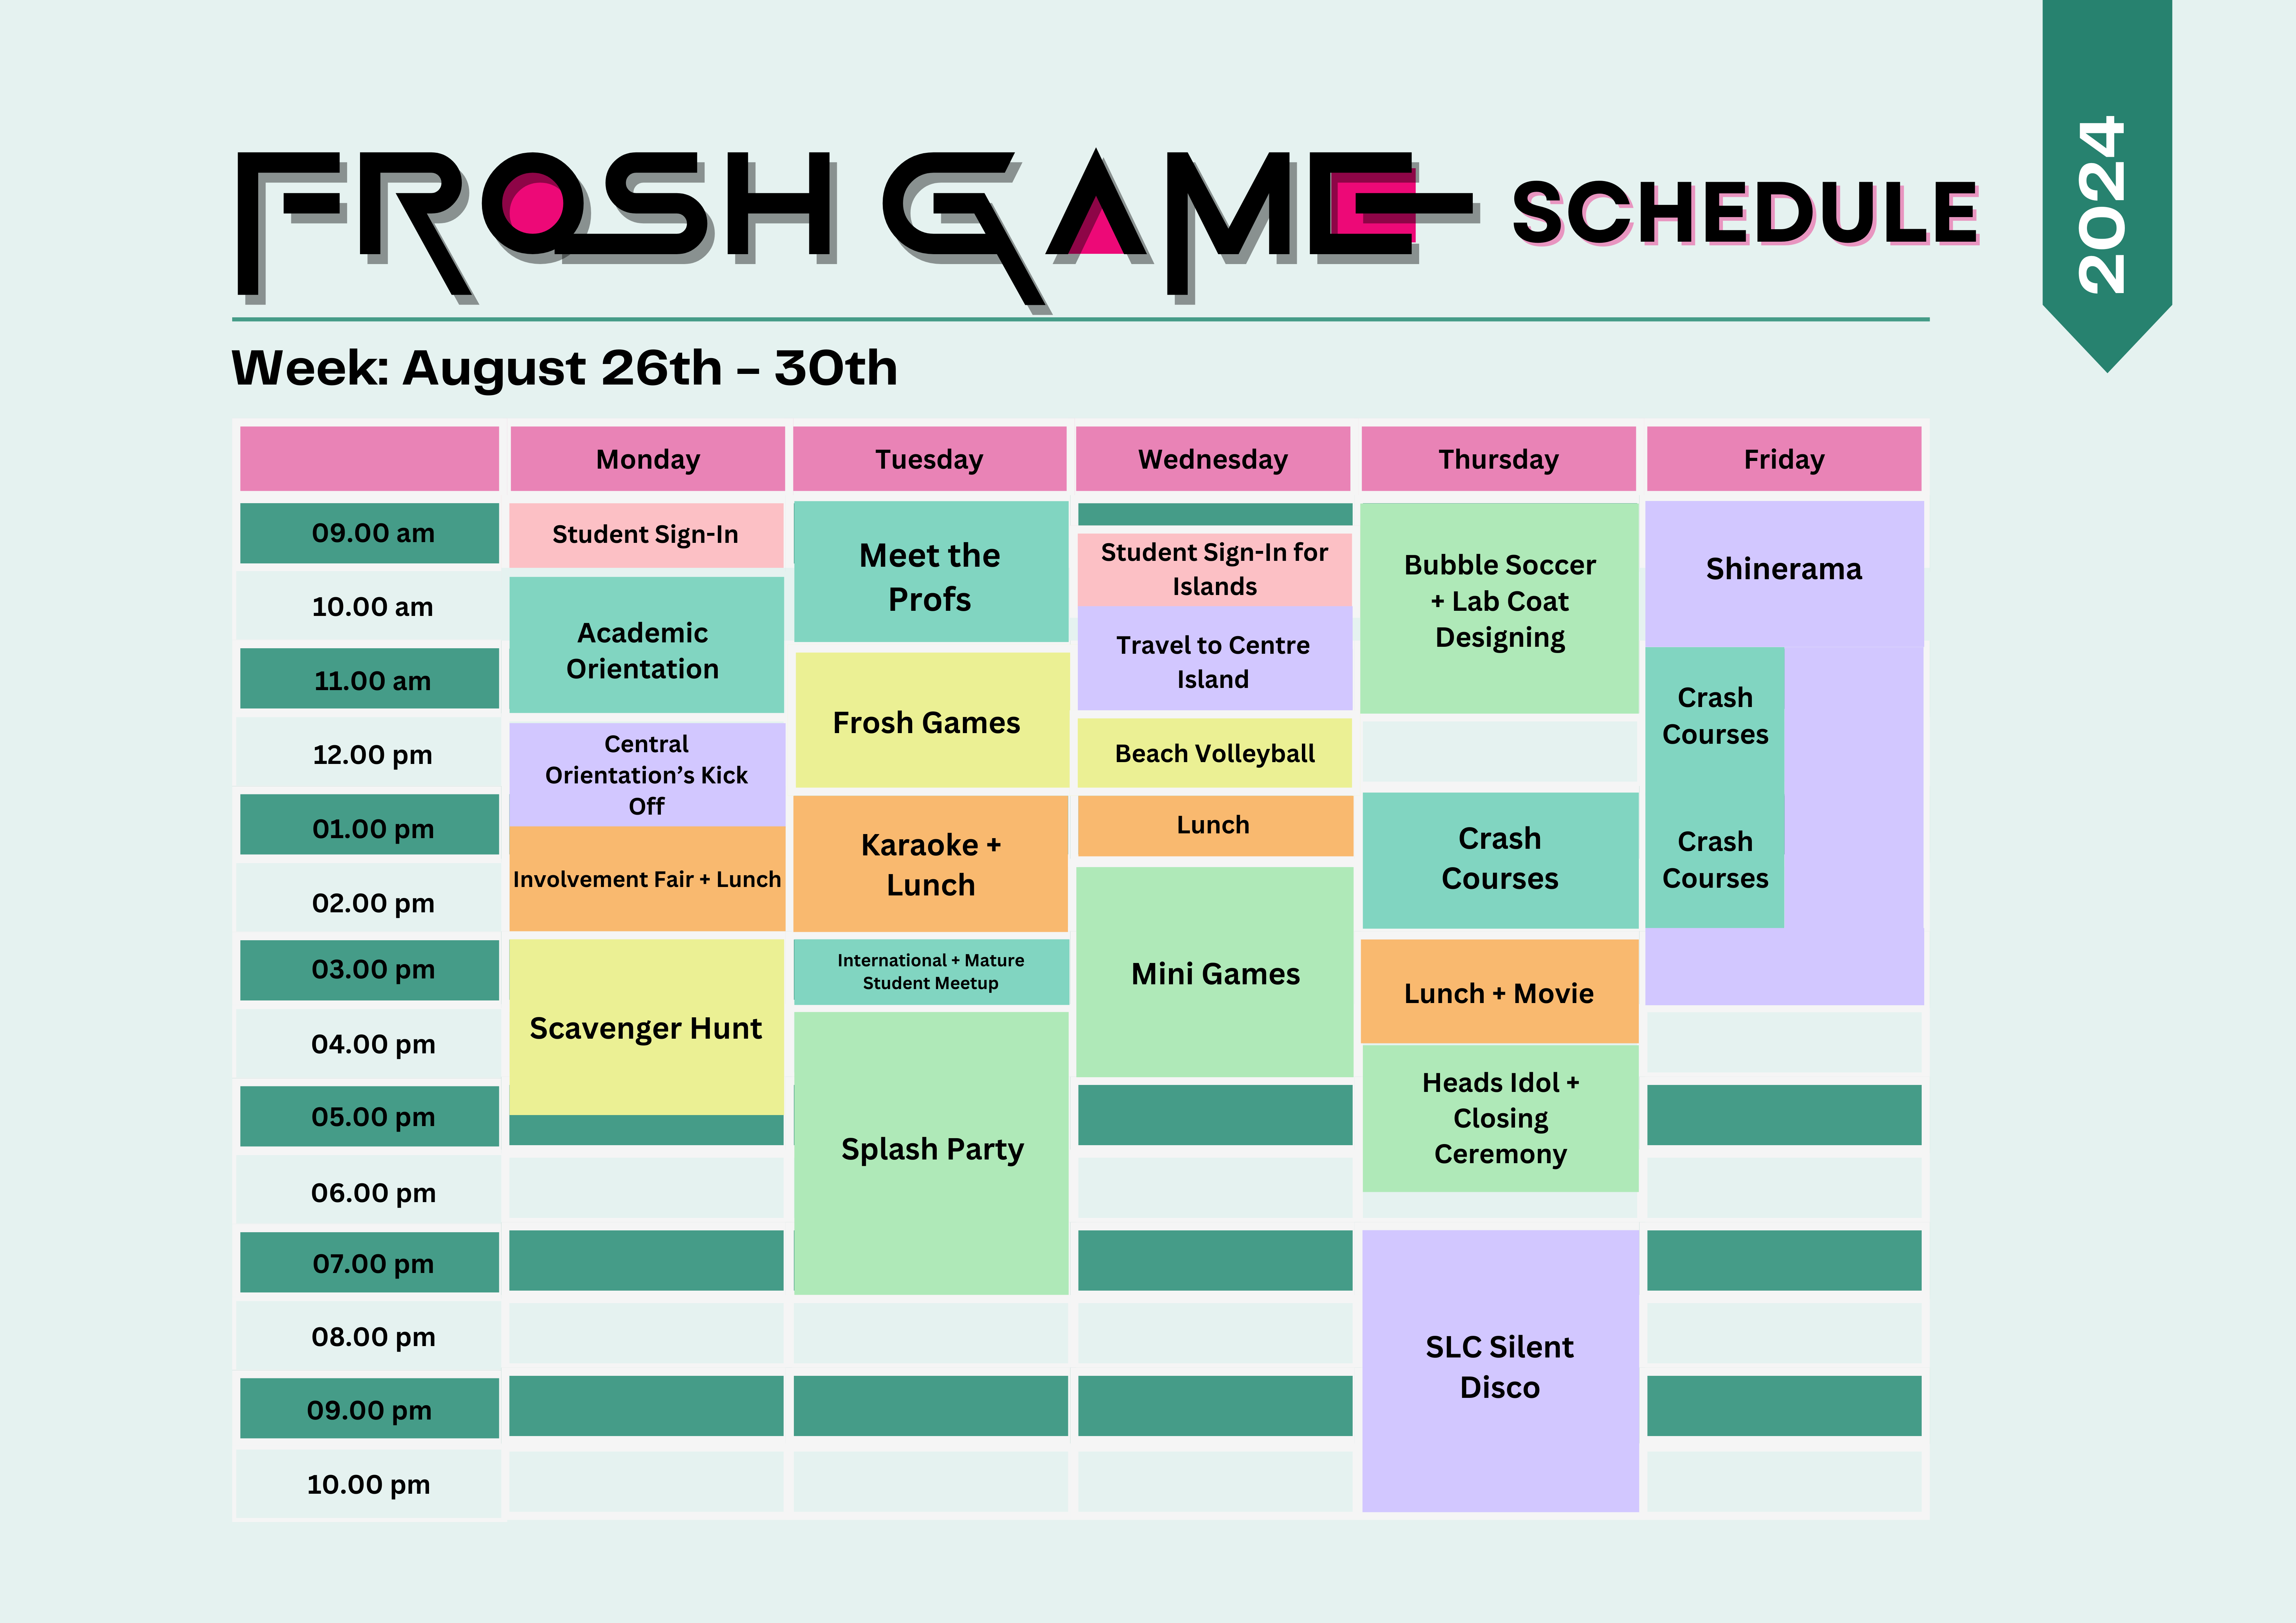 FROSH GAME SCHEDULE
2024
Week: August 26th - 30th
Monday Tuesday Wednesday Thursday Friday
09.00 am
10.00 am
11.00 am
12.00 pm
01.00 pm
02.00 pm
03.00 pm
04.00 pm
05.00 pm
06.00 pm
07.00 pm
08.00 pm
09.00 pm
10.00 pm
Student Sign-In
Academic
Orientation
Central
Orientation’s Kick
Off
Involvement Fair + Lunch
Scavenger Hunt
Meet the
Profs
Frosh Games
Karaoke +
Lunch
International + Mature
Student Meetup
Splash Party
Student Sign-In for
Islands
Travel to Centre
Island
Beach Volleyball
Lunch
Mini Games
Bubble Soccer
+ Lab Coat
Designing
Crash
Courses
Lunch + Movie
Heads Idol +
Closing
Ceremony
SLC Silent
Disco
Shinerama
Crash
Courses
Crash
Courses